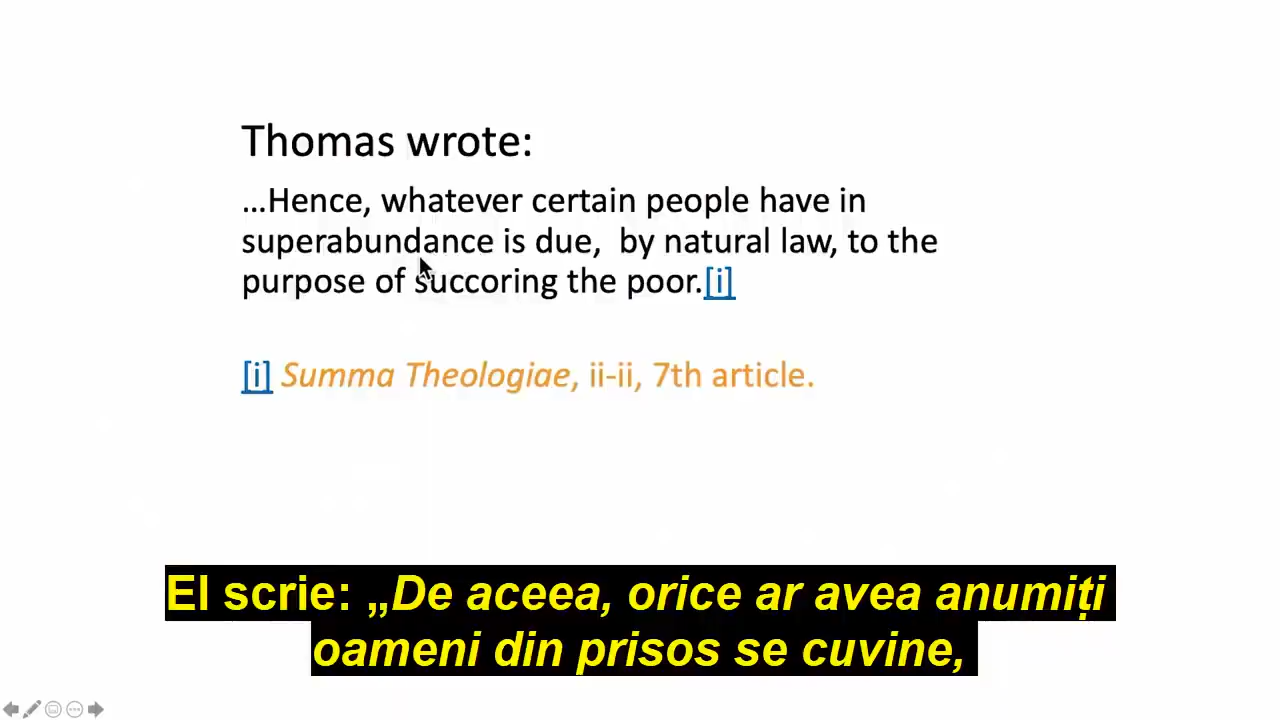 Thomas wrote:
…Hence, whatever certain people have in
superabundance is due,  by natural law, to the
purpose of succoring the poor.[i]
[i] Summa Theologiae, ii-ii, 7th article.
El scrie: „De aceea, orice ar avea anumiți
oameni din prisos se cuvine,